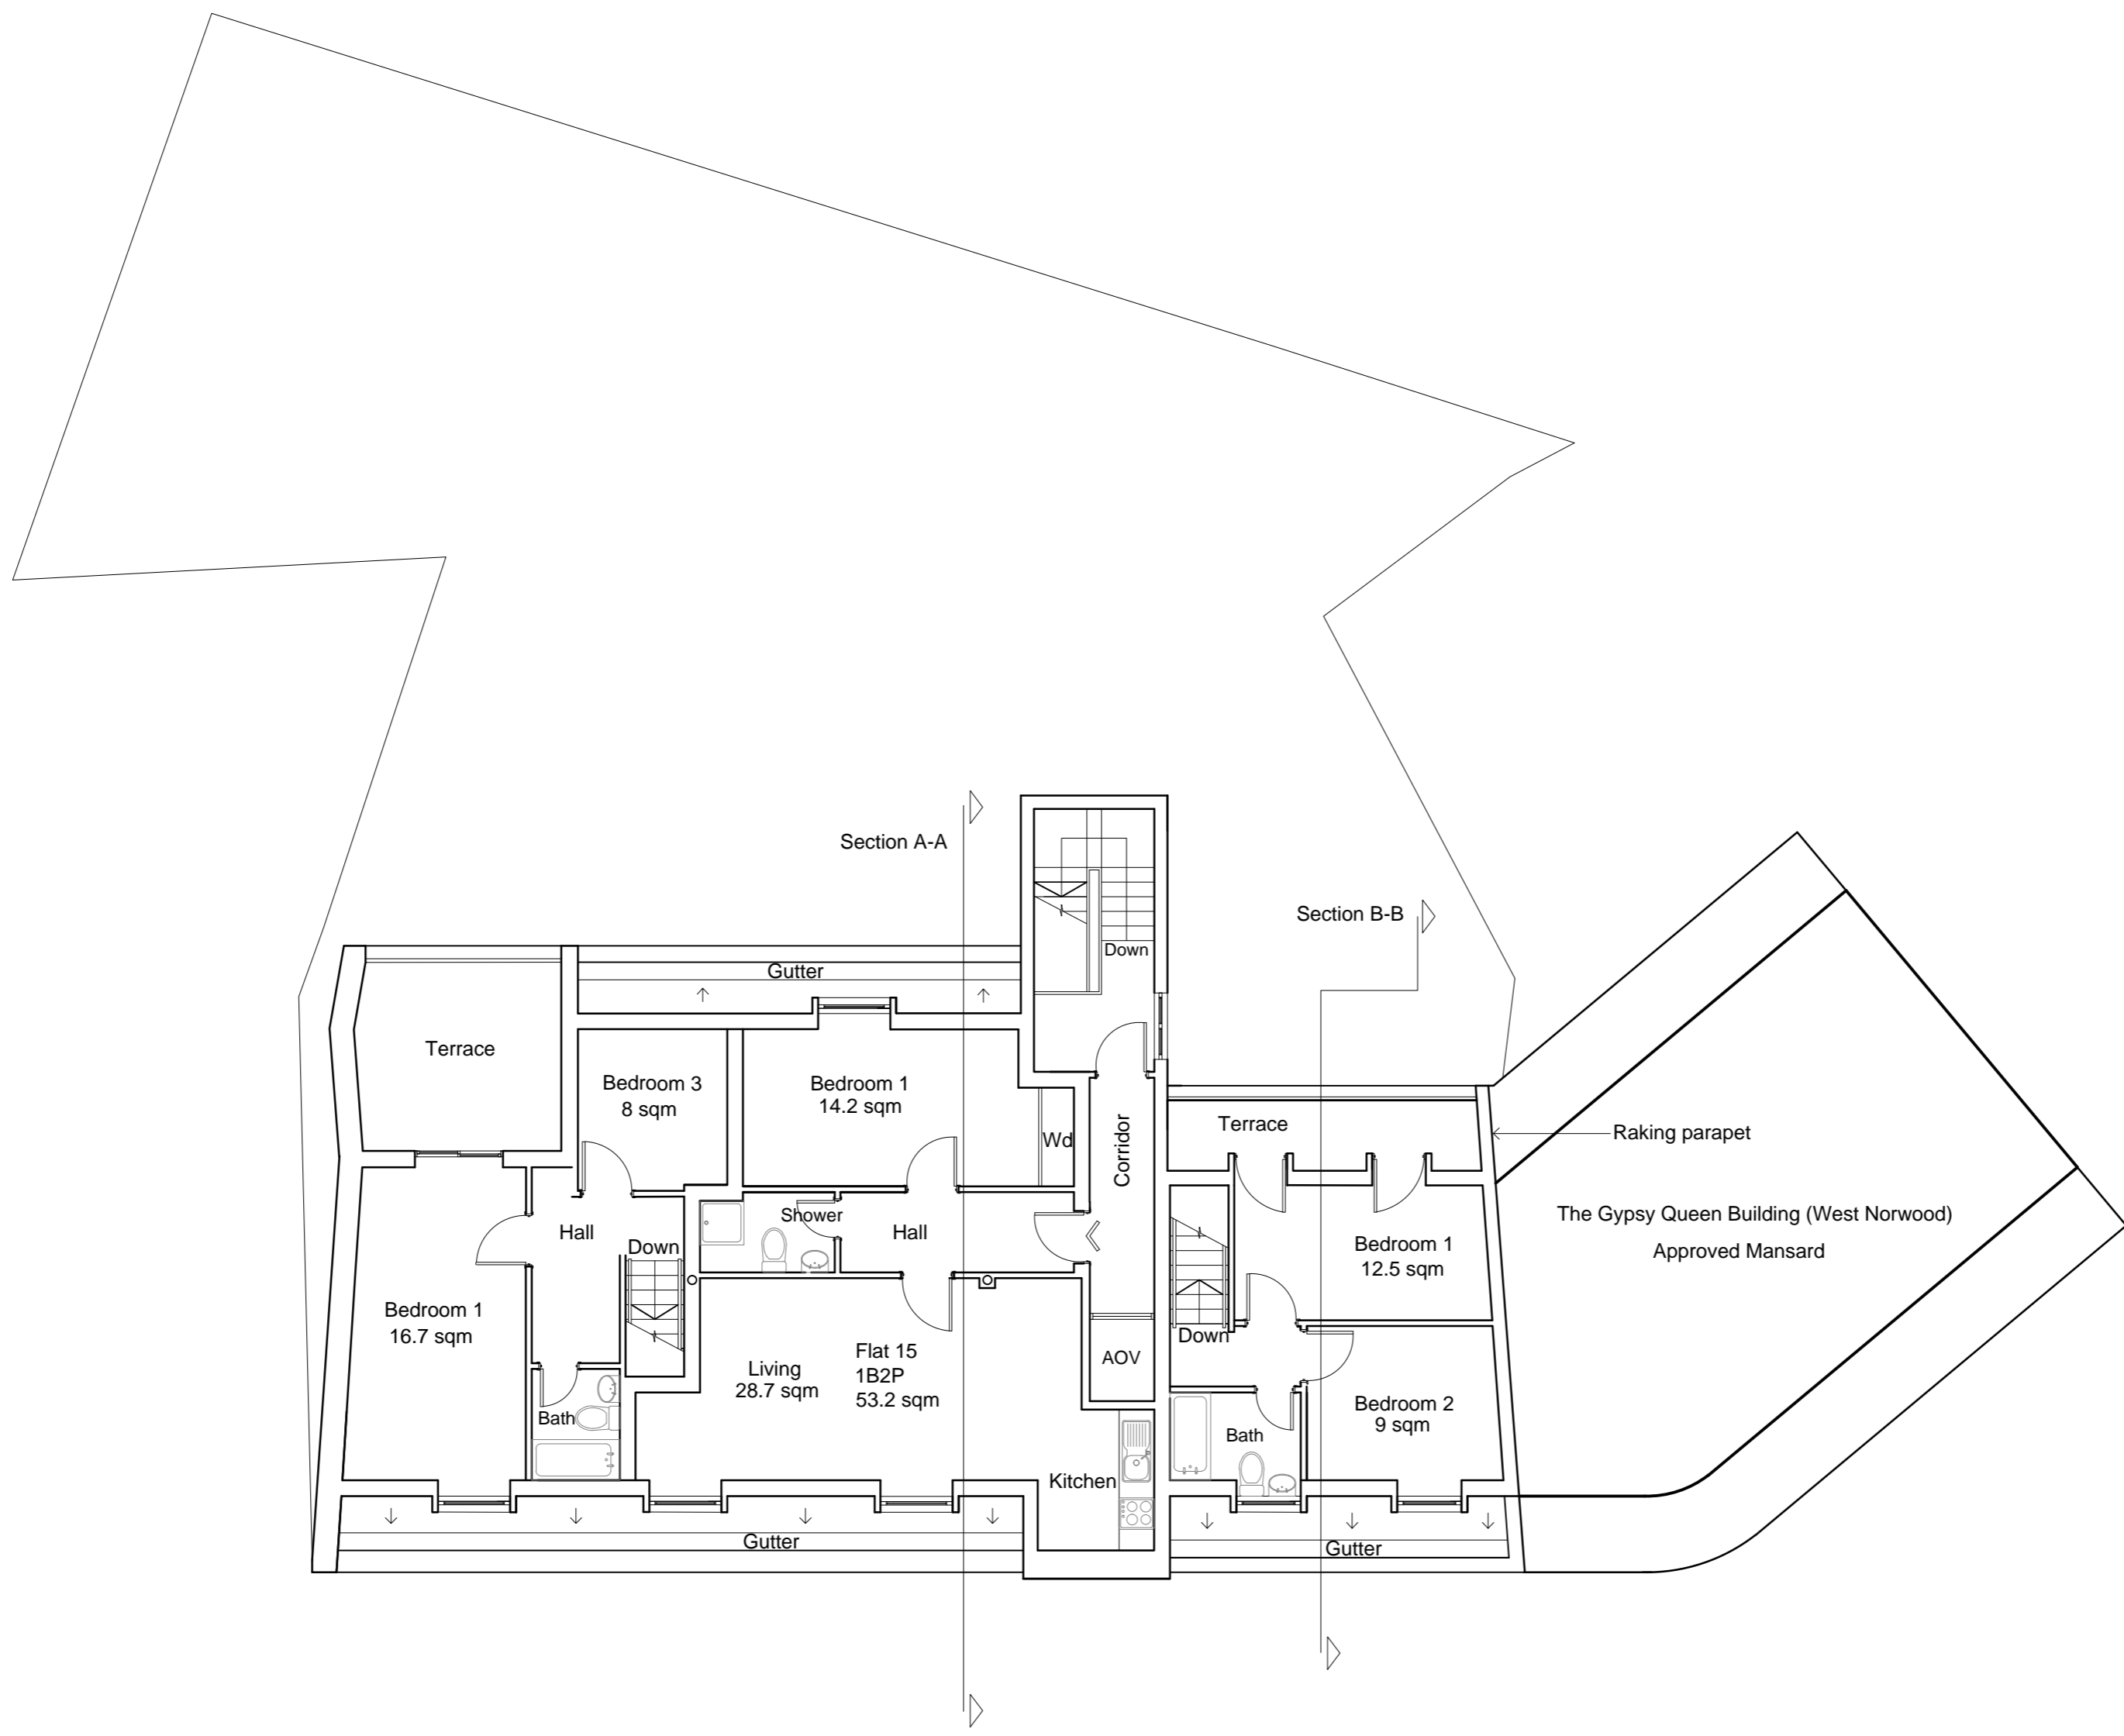 Section A-A
Section B-B
Down
Gutter
Terrace
Bedroom 3
8 sqm
Bedroom 1
14.2 sqm
Wd
Corridor
Terrace
Raking parapet
Shower
Hall
Down
Hall
The Gypsy Queen Building (West Norwood)
Approved Mansard
Bedroom 1
12.5 sqm
Bedroom 1
16.7 sqm
Down
Living
28.7 sqm
Flat 15
1B2P
53.2 sqm
AOV
Bath
Bedroom 2
9 sqm
Bath
Kitchen
Gutter
Gutter